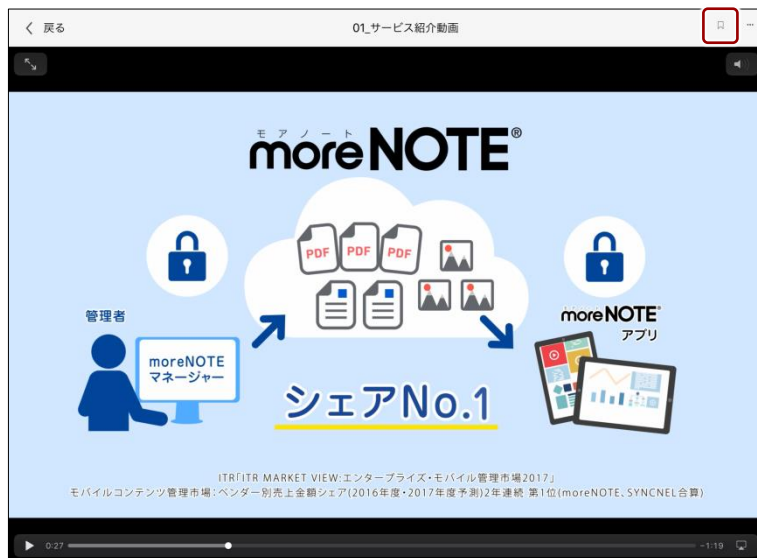 戻る
01_サービス紹介動画
モアノート
moreNOTE®
PDF PDF PDF
管理者
moreNOTE
マネージャー
moreNOTE®
アプリ
シェアNo.1
ITR「ITR MARKET VIEW:エンタープライズ・モバイル管理市場2017」
モバイルコンテンツ管理市場:ベンダー別売上金額シェア(2016年度・2017年度予測)2年連続 第1位(moreNOTE、SYNCNEL合算)
0:27 -1:19